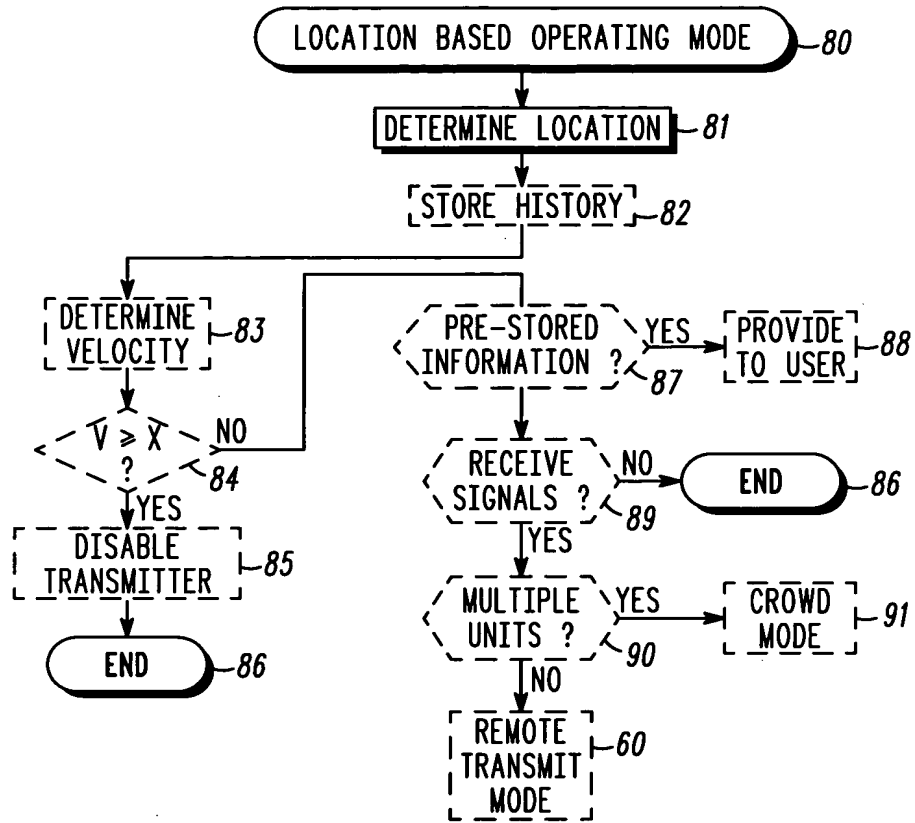 LOCATION BASED OPERATING MODE
80
DETERMINE LOCATION
81
STORE HISTORY
82
DETERMINE
VELOCITY
83
V ≥ X
?
84
NO
YES
DISABLE
TRANSMITTER
85
END
86
PRE-STORED
INFORMATION ?
87
YES
PROVIDE
TO USER
88
RECEIVE
SIGNALS ?
89
NO
END
86
YES
MULTIPLE
UNITS ?
90
YES
CROWD
MODE
91
NO
REMOTE
TRANSMIT
MODE
60